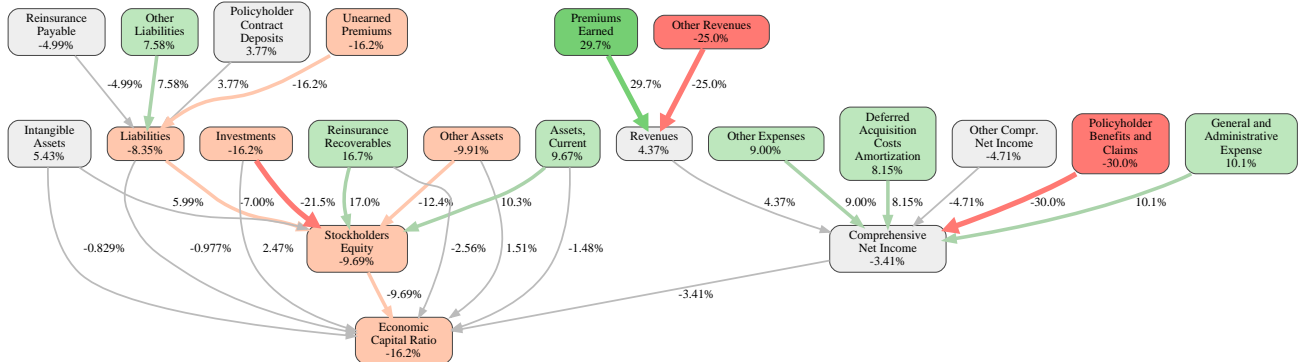 Reinsurance
Payable
-4.99%
Other
Liabilities
7.58%
Policyholder
Contract
Deposits
3.77%
Unearned
Premiums
-16.2%
Premiums
Earned
29.7%
Other Revenues
-25.0%
-4.99%
7.58%
3.77%
-16.2%
29.7%
-25.0%
Intangible
Assets
5.43%
Liabilities
-8.35%
Investments
-16.2%
Reinsurance
Recoverables
16.7%
Other Assets
-9.91%
Assets,
Current
9.67%
Revenues
4.37%
Other Expenses
9.00%
Deferred
Acquisition
Costs
Amortization
8.15%
Other Compr.
Net Income
-4.71%
Policyholder
Benefits and
Claims
-30.0%
General and
Administrative
Expense
10.1%
5.99%
-7.00%
-21.5%
17.0%
-12.4%
10.3%
4.37%
9.00%
8.15%
-4.71%
-30.0%
10.1%
-0.829%
-0.977%
2.47%
Stockholders
Equity
-9.69%
-2.56%
1.51%
-1.48%
Comprehensive
Net Income
-3.41%
-9.69%
-3.41%
Economic
Capital Ratio
-16.2%